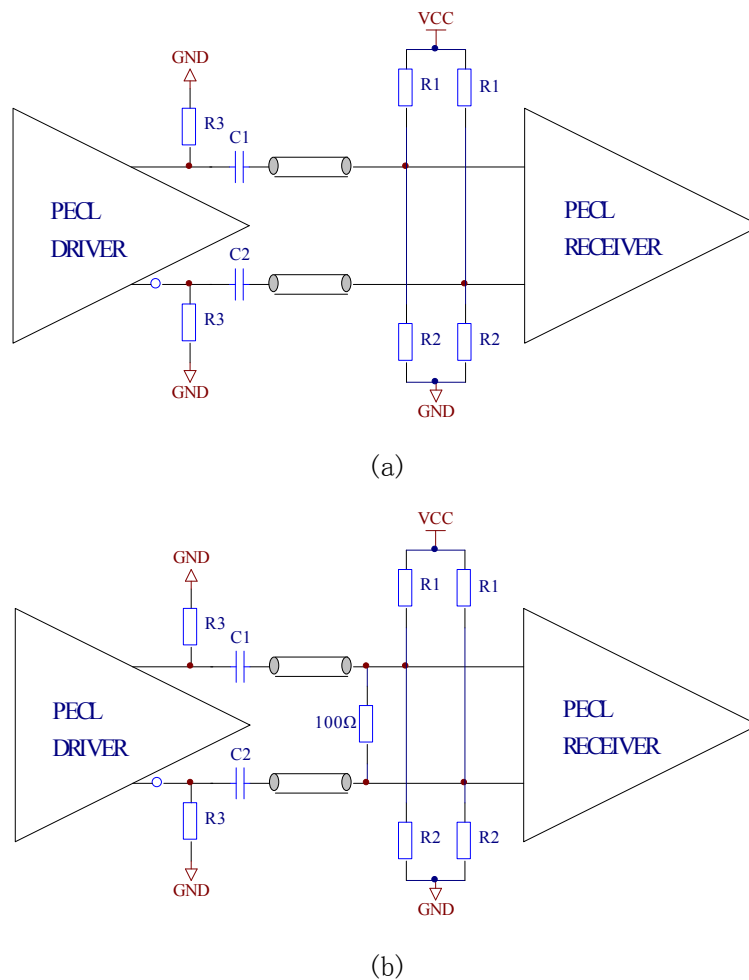 VCC
GND
R1 R1
R3
C1
PECL
DRIVER
PECL
RECEIVER
C2
R3
R2 R2
GND
GND
(a)
VCC
GND
R1 R1
R3
C1
100Ω
PECL
DRIVER
PECL
RECEIVER
C2
R3
R2 R2
GND
GND
(b)